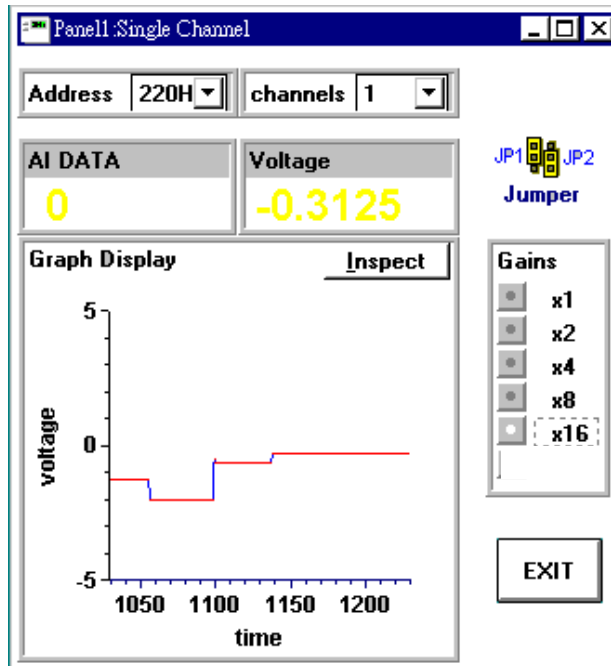 Panel1:Single Channel
Address 220H channels 1
AI DATA Voltage
0 -0.3125
JP1 JP2
Jumper
Graph Display Inspect
5
0
-5
voltage
1050 1100 1150 1200
time
Gains
x1
x2
x4
x8
x16
EXIT